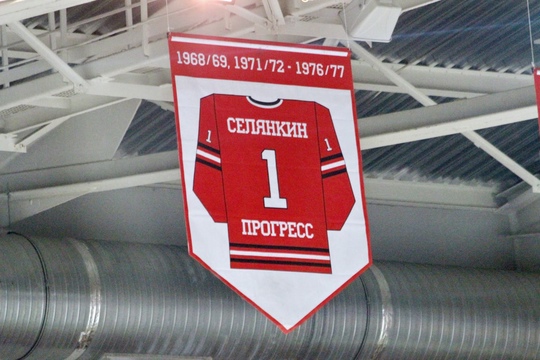 1968/69, 1971/72 - 1976/77
1 1
СЕЛЯНКИН
1
ПРОГРЕСС